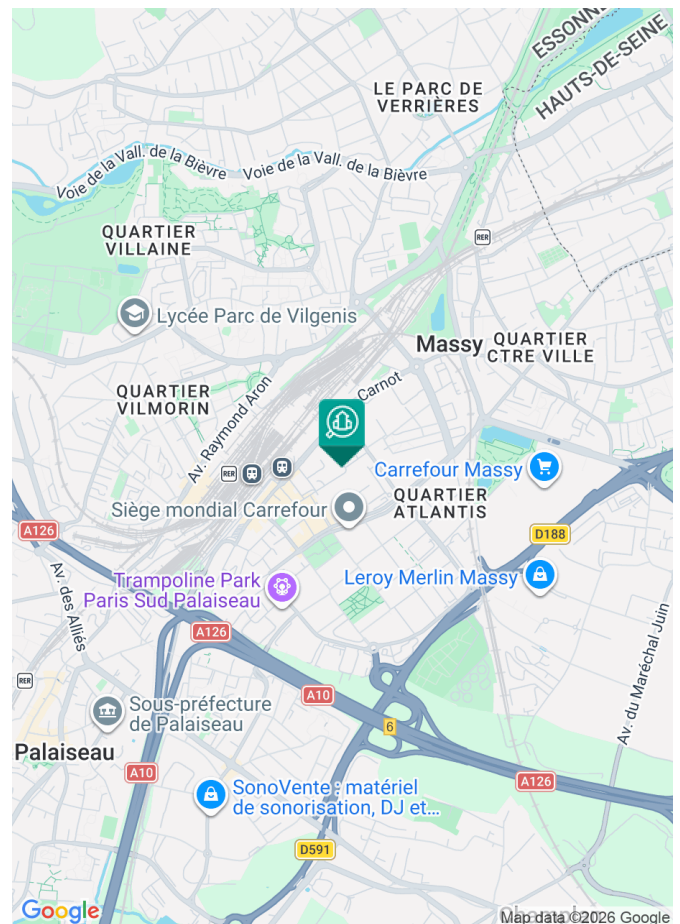 ESSONNE
HAUTS-DE-SEINE
LE PARC DE
VERRIÈRES
Voie de la Vall. de la Bièvre
Voie de la Vall. de la Bièvre
QUARTIER
VILLAINE
RER
Lycée Parc de Vilgenis
Massy
QUARTIER
CTRE VILLE
Carnot
Av. Raymond Aron
QUARTIER
VILMORIN
RER
Carrefour Massy
Siège mondial Carrefour
QUARTIER
ATLANTIS
A126
D188
Av. des Alliés
Trampoline Park
Paris Sud Palaiseau
Leroy Merlin Massy
A126
Av. du Maréchal Juin
RER
A10
Sous-préfecture
de Palaiseau
6
Palaiseau
A10
A126
SonoVente : matériel
de sonorisation, DJ et...
D591
Google
Map data ©2026 Google